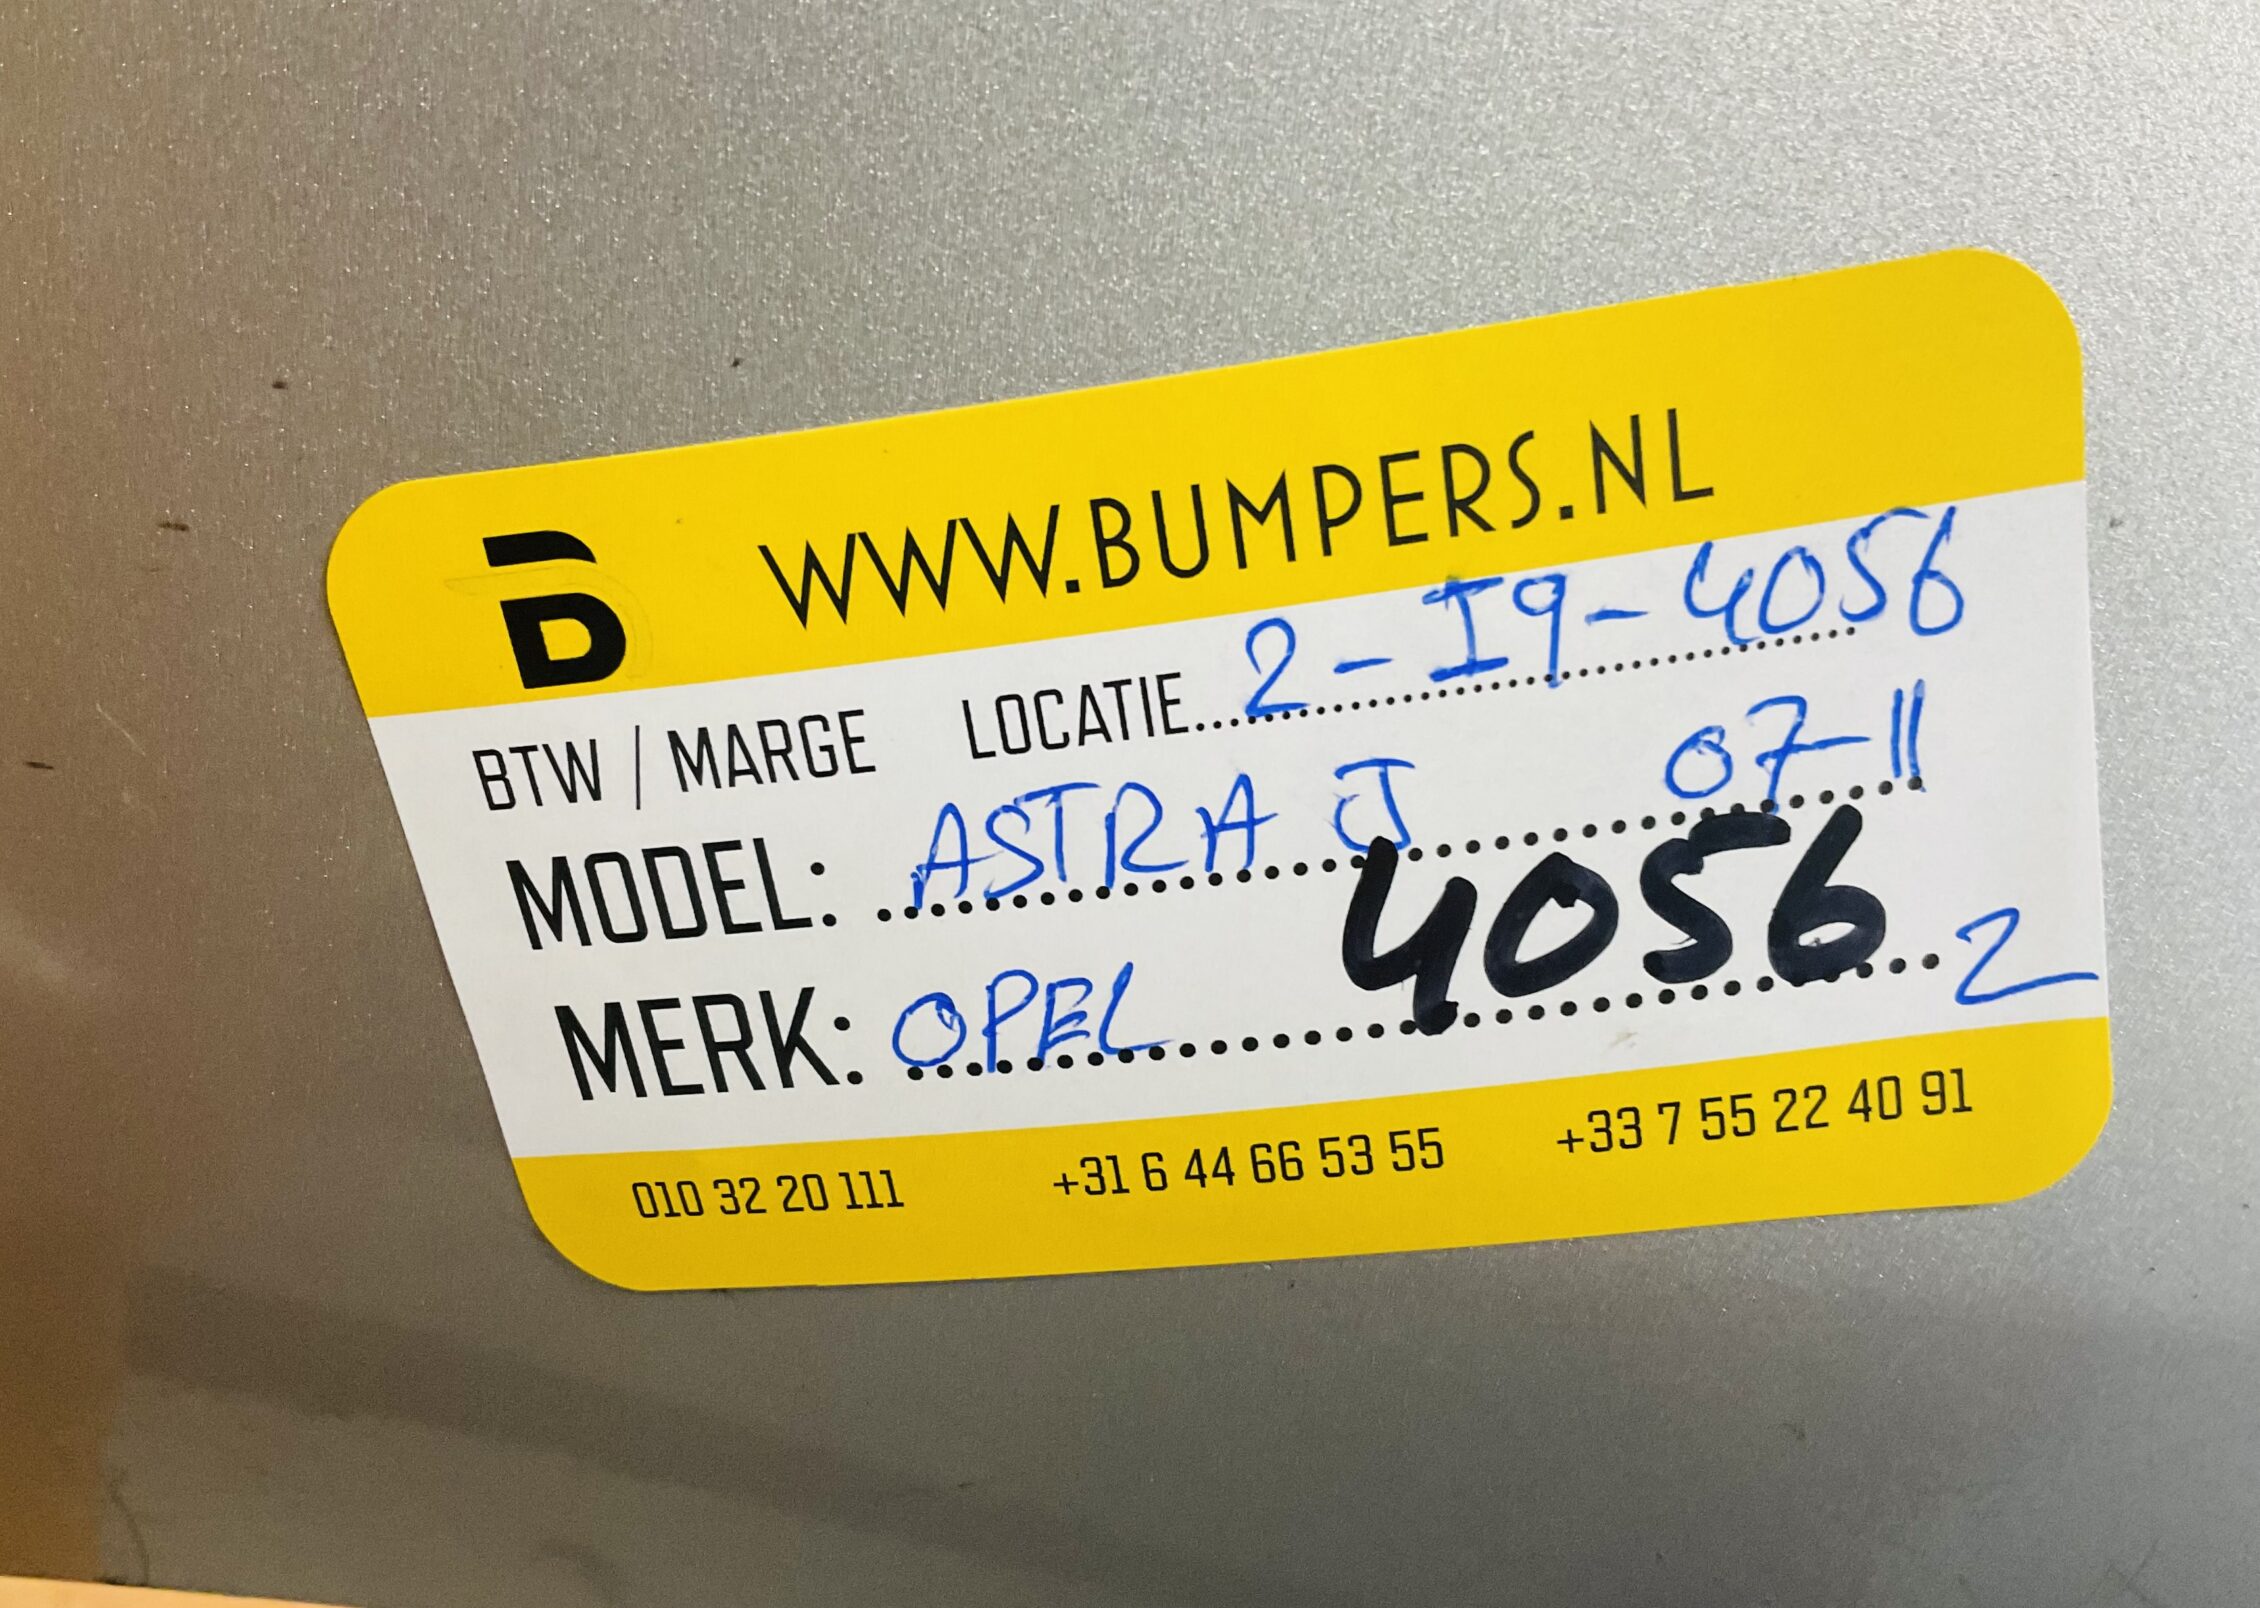 WWW.BUMPERS.NL
BTW / MARGE LOCATIE 2-I9-4056
MODEL: ASTRA J 07-11
4056
MERK: OPEL 2
010 32 20 111 +31 6 44 66 53 55 +33 7 55 22 40 91